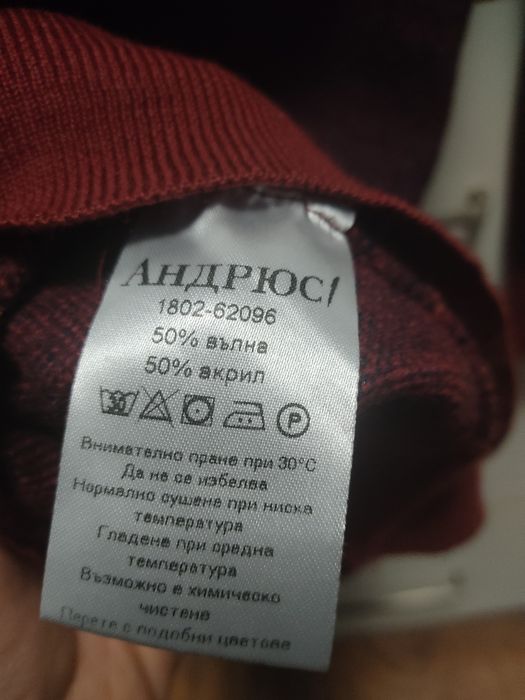 АНДРЮС
1802-62096
50% вълна
50% акрил
30 P
Внимателно пране при 30°C
Да не се избелва
Нормално сушене при ниска
температура
Гладене при средна
температура
Възможно е химическо
чистене
Перете с подобни цветове